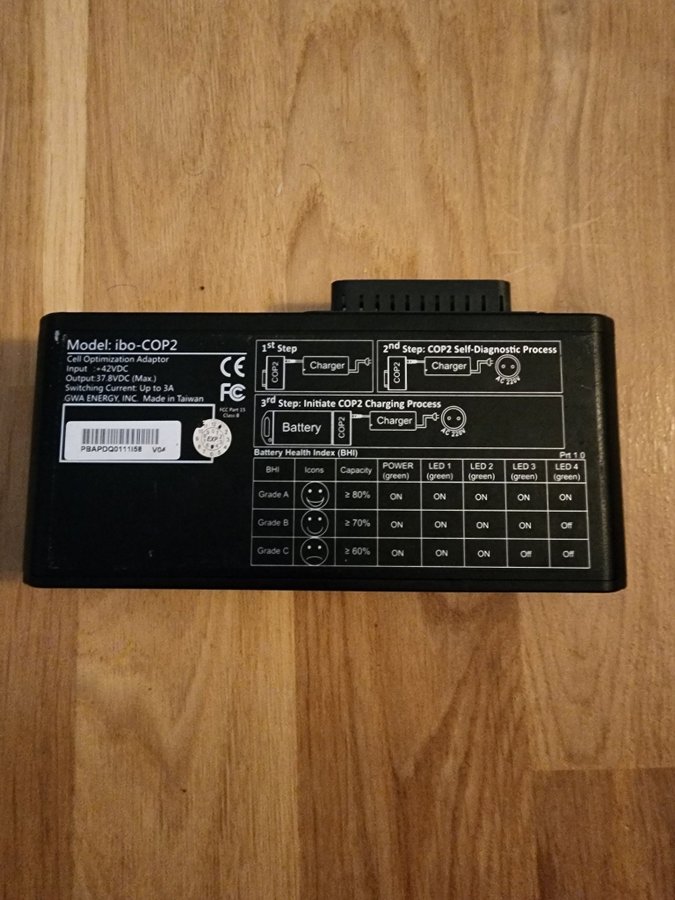 Model: ibo-COP2
Cell Optimization Adaptor
Input :+42VDC
Output:37.8VDC (Max.)
Switching Current: Up to 3A
GWA ENERGY, INC. Made in Taiwan
CE
FC
FCC Part 15
Class B
PBAPDQ0111I58 V0#
EXP.
1st Step
COP2
Charger
2nd Step: COP2 Self-Diagnostic Process
COP2
Charger
AC 220V
3rd Step: Initiate COP2 Charging Process
Battery
COP2
Charger
AC 220V
Battery Health Index (BHI) Prt 1.0
BHI Icons Capacity POWER (green) LED 1 (green) LED 2 (green) LED 3 (green) LED 4 (green)
Grade A ≥ 80% ON ON ON ON ON
Grade B ≥ 70% ON ON ON ON Off
Grade C ≥ 60% ON ON ON Off Off